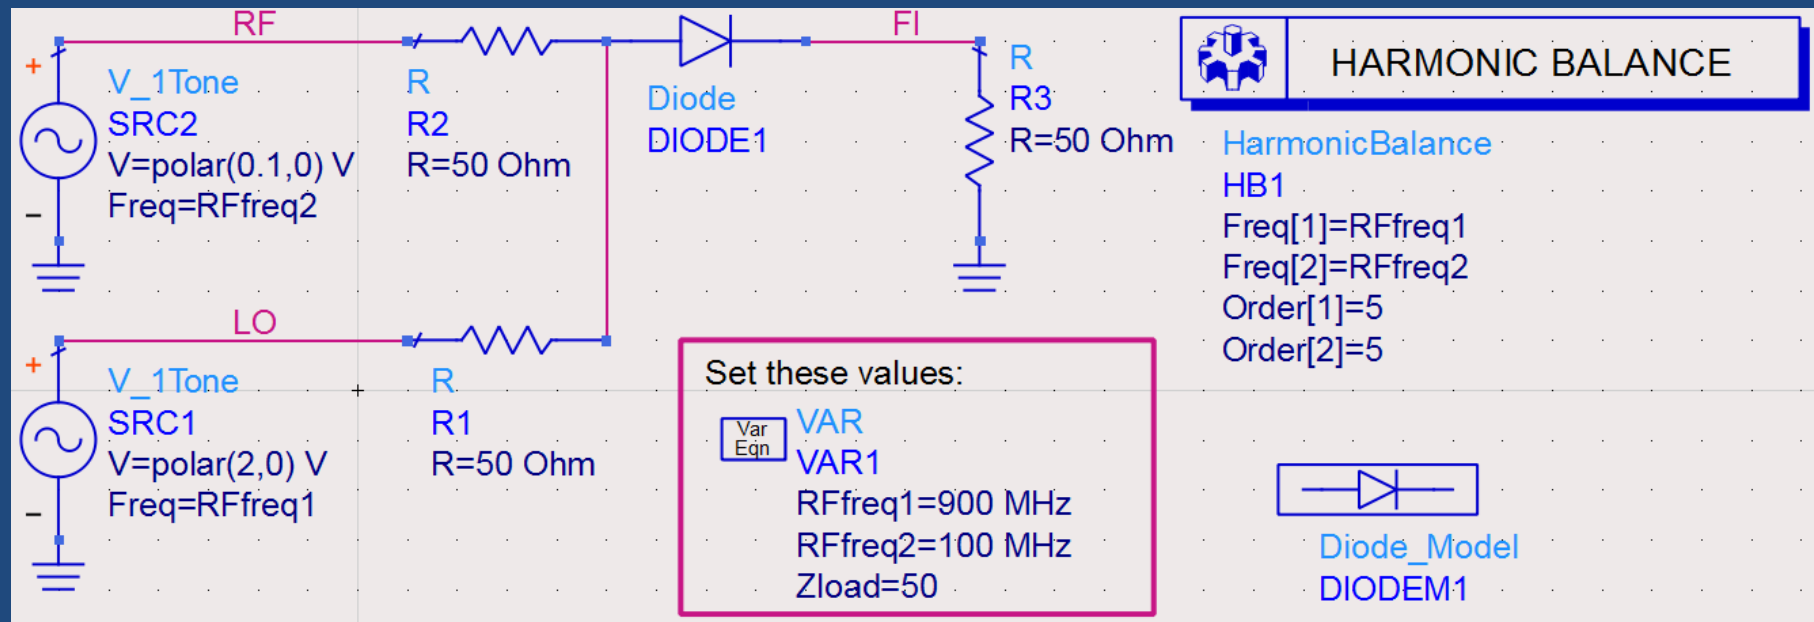 RF
+
V_1Tone
SRC2
V=polar(0.1,0) V
Freq=RFfreq2
–
R
R2
R=50 Ohm
Diode
DIODE1
FI
R
R3
R=50 Ohm
HARMONIC BALANCE
HarmonicBalance
HB1
Freq[1]=RFfreq1
Freq[2]=RFfreq2
Order[1]=5
Order[2]=5
LO
+
V_1Tone
SRC1
V=polar(2,0) V
Freq=RFfreq1
–
R
R1
R=50 Ohm
Set these values:
Var
Eqn
VAR
VAR1
RFfreq1=900 MHz
RFfreq2=100 MHz
Zload=50
Diode_Model
DIODEM1